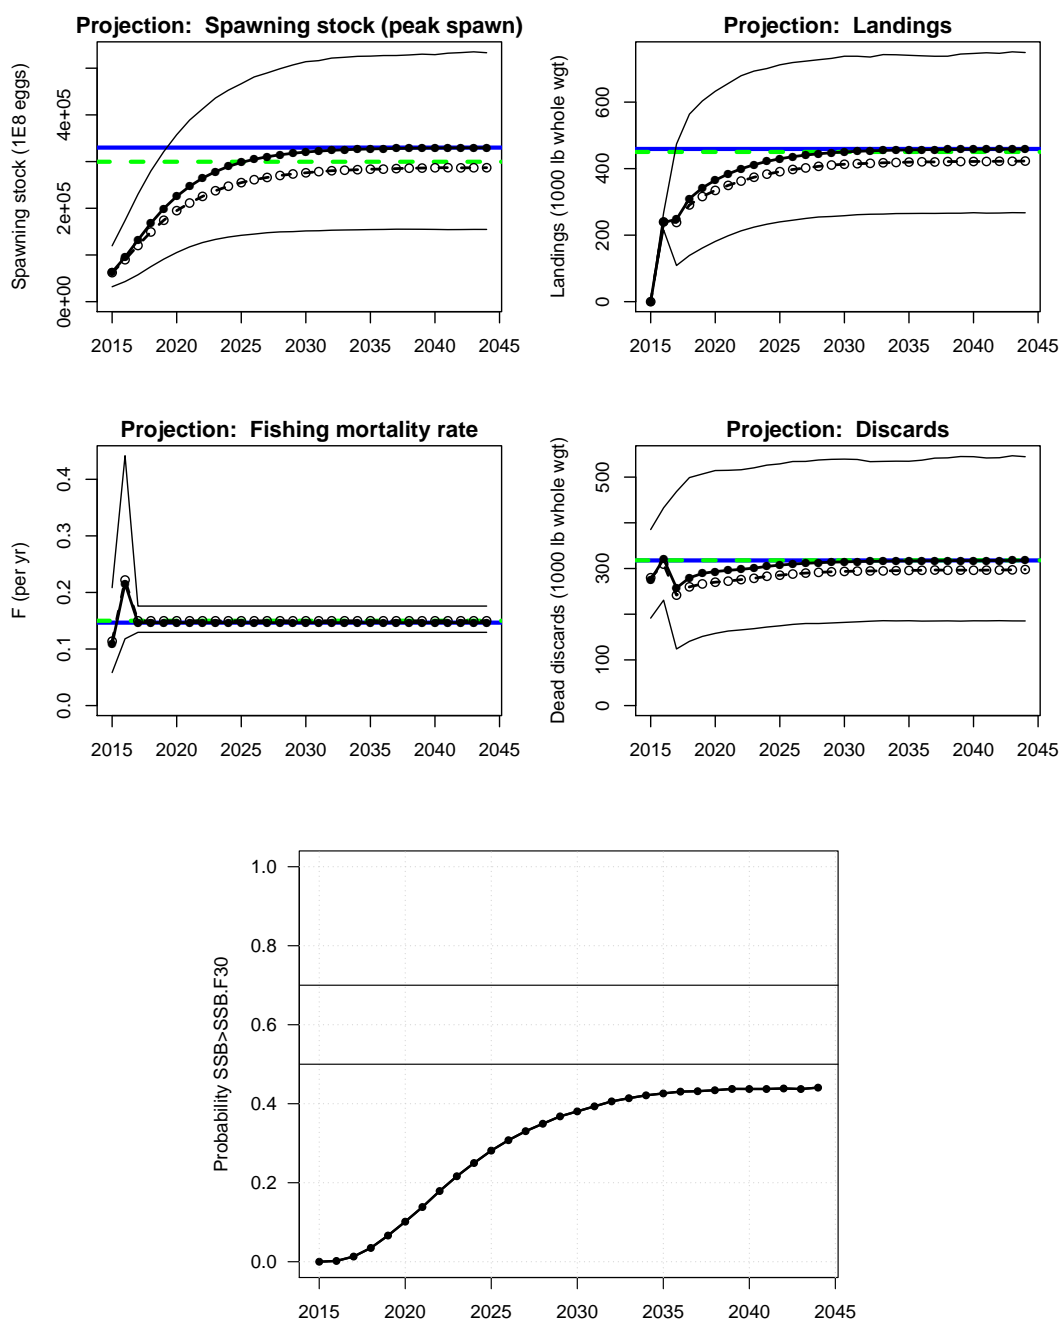 Projection: Spawning stock (peak spawn)
Spawning stock (1E8 eggs)
0e+00 2e+05 4e+05
2015 2020 2025 2030 2035 2040 2045
Projection: Landings
Landings (1000 lb whole wgt)
0 200 400 600
2015 2020 2025 2030 2035 2040 2045
Projection: Fishing mortality rate
F (per yr)
0.0 0.1 0.2 0.3 0.4
2015 2020 2025 2030 2035 2040 2045
Projection: Discards
Dead discards (1000 lb whole wgt)
0 100 300 500
2015 2020 2025 2030 2035 2040 2045
Probability SSB>SSB.F30
1.0
0.8
0.6
0.4
0.2
0.0
2015 2020 2025 2030 2035 2040 2045